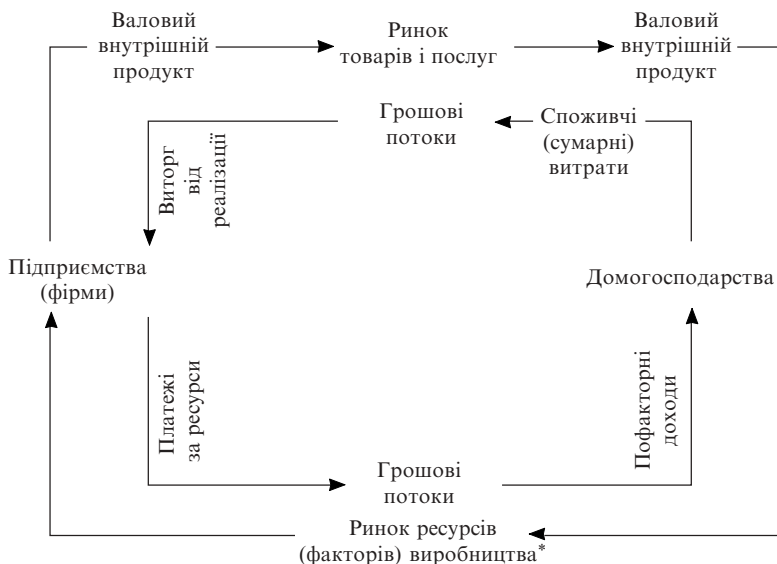 Валовий
внутрішній
продукт
Ринок
товарів і послуг
Валовий
внутрішній
продукт
Грошові
потоки
Споживчі
(сумарні)
витрати
Виторг
від
реалізації
Підприємства
(фірми)
Домогосподарства
Платежі
за ресурси
Пофакторні
доходи
Грошові
потоки
Ринок ресурсів
(факторів) виробництва*